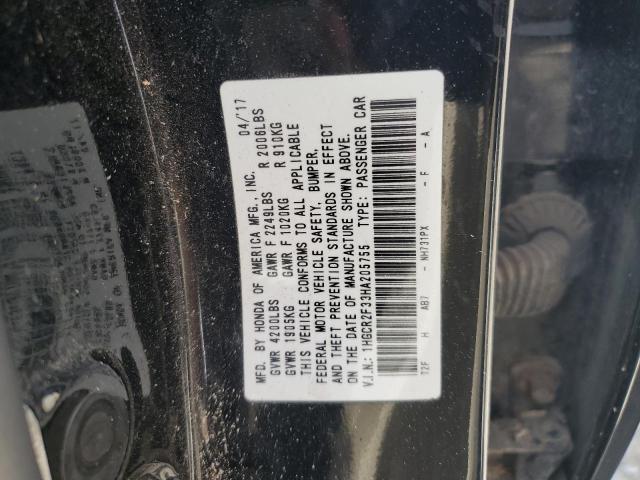 MFD. BY HONDA OF AMERICA MFG., INC. 04/'17
GVWR 4200LBS GAWR F 2249LBS R 2006LBS
GVWR 1905KG GAWR F 1020KG R 910KG
THIS VEHICLE CONFORMS TO ALL APPLICABLE
FEDERAL MOTOR VEHICLE SAFETY, BUMPER,
AND THEFT PREVENTION STANDARDS IN EFFECT
ON THE DATE OF MANUFACTURE SHOWN ABOVE.
V.I.N.: 1HGCR2F33HA205755 TYPE: PASSENGER CAR
T2F H AB7 - NH731PX - F - A